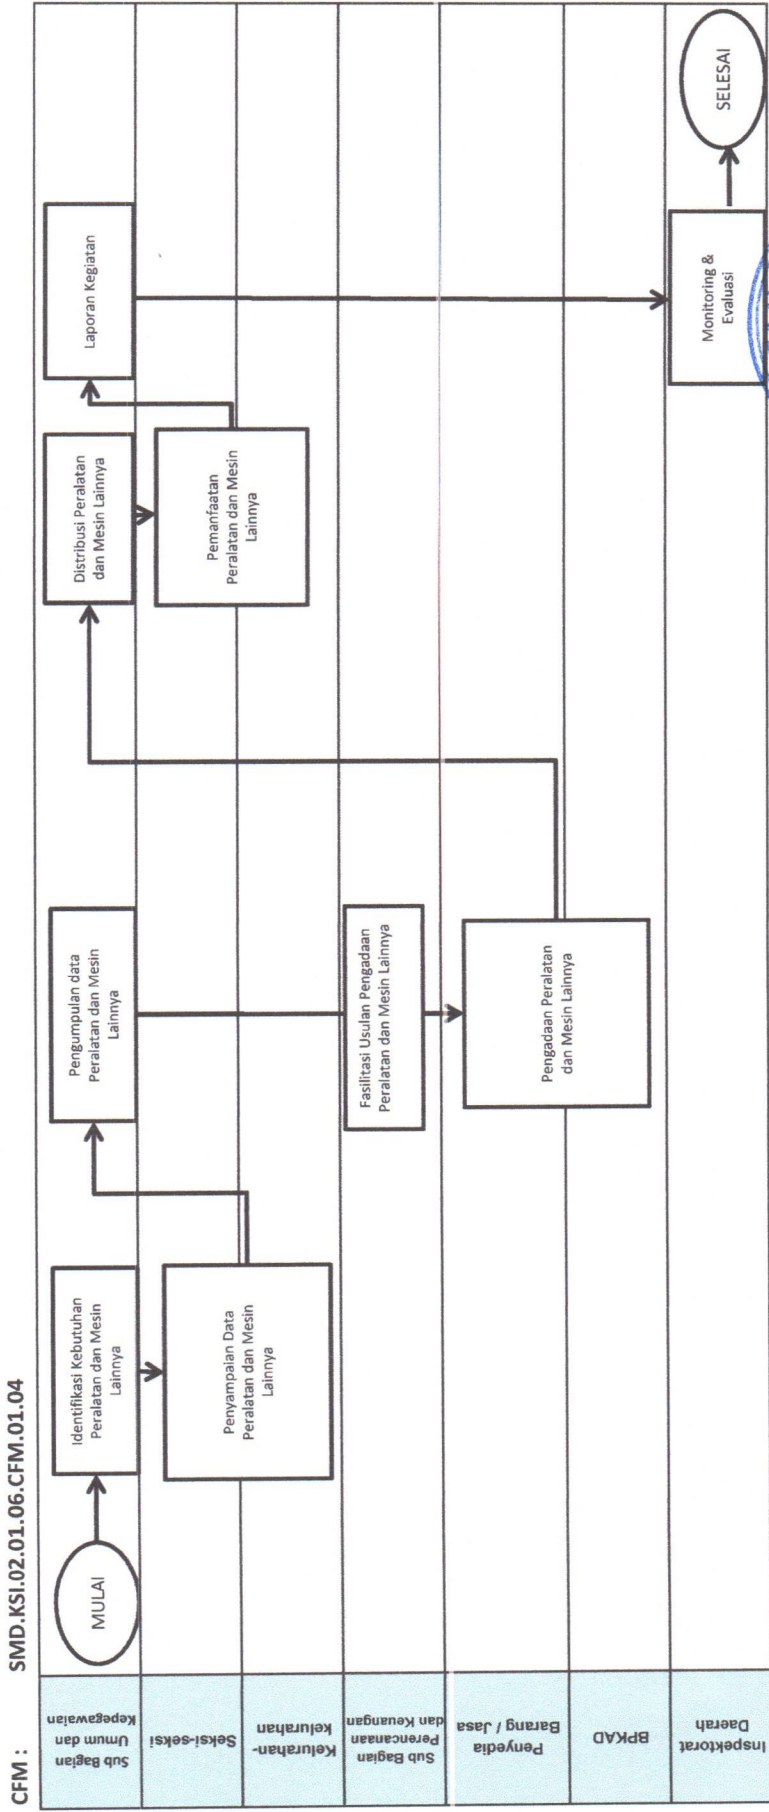 CFM : SMD.KSI.02.01.06.CFM.01.04
Sub Bagian
Umum dan
Kepegawaian
Seksi-seksi
Kelurahan-
kelurahan
Sub Bagian
Perencanaan
dan Keuangan
Penyedia
Barang / Jasa
BPKAD
Inspektorat
Daerah
MULAI
Identifikasi Kebutuhan
Peralatan dan Mesin
Lainnya
Penyampaian Data
Peralatan dan Mesin
Lainnya
Pengumpulan data
Peralatan dan Mesin
Lainnya
Fasilitasi Usulan Pengadaan
Peralatan dan Mesin Lainnya
Pengadaan Peralatan
dan Mesin Lainnya
Distribusi Peralatan
dan Mesin Lainnya
Pemanfaatan
Peralatan dan Mesin
Lainnya
Laporan Kegiatan
Monitoring &
Evaluasi
SELESAI